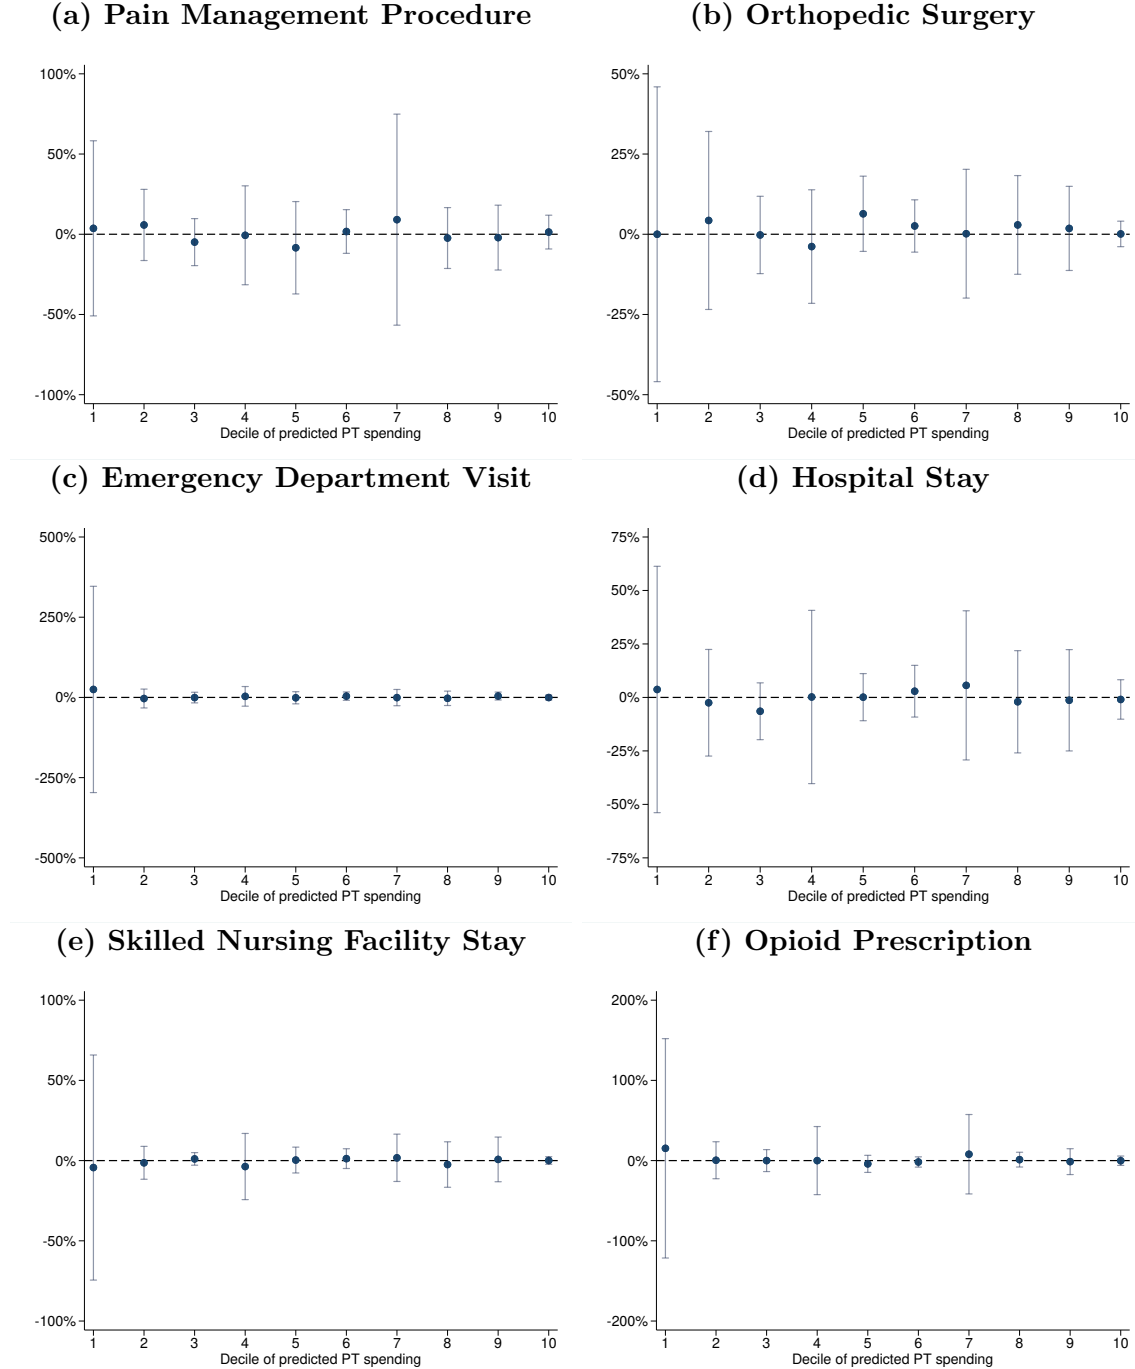 (a) Pain Management Procedure
100%
50%
0%
-50%
-100%
1 2 3 4 5 6 7 8 9 10
Decile of predicted PT spending
(b) Orthopedic Surgery
50%
25%
0%
-25%
-50%
1 2 3 4 5 6 7 8 9 10
Decile of predicted PT spending
(c) Emergency Department Visit
500%
250%
0%
-250%
-500%
1 2 3 4 5 6 7 8 9 10
Decile of predicted PT spending
(d) Hospital Stay
75%
50%
25%
0%
-25%
-50%
-75%
1 2 3 4 5 6 7 8 9 10
Decile of predicted PT spending
(e) Skilled Nursing Facility Stay
100%
50%
0%
-50%
-100%
1 2 3 4 5 6 7 8 9 10
Decile of predicted PT spending
(f) Opioid Prescription
200%
100%
0%
-100%
-200%
1 2 3 4 5 6 7 8 9 10
Decile of predicted PT spending